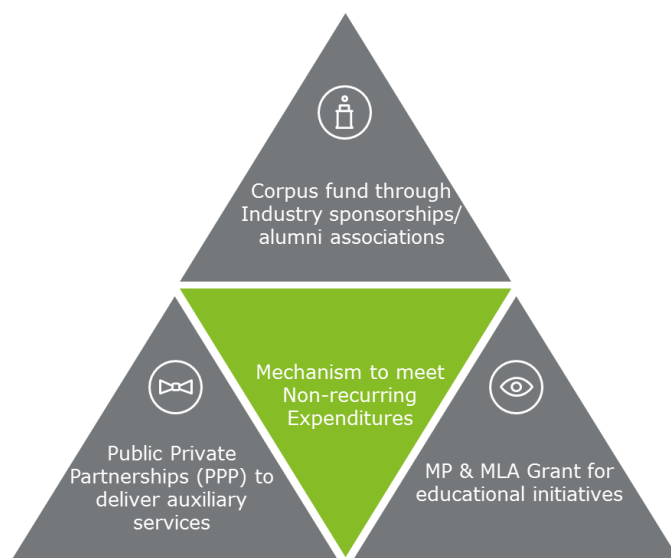 Corpus fund through
Industry sponsorships/
alumni associations
Mechanism to meet
Non-recurring
Expenditures
Public Private
Partnerships (PPP) to
deliver auxiliary
services
MP & MLA Grant for
educational initiatives